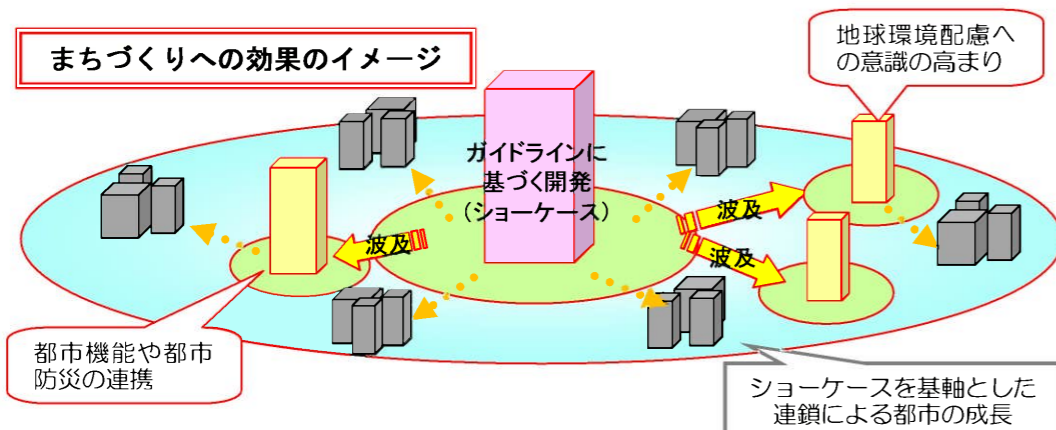 まちづくりへの効果のイメージ
地球環境配慮へ
の意識の高まり
ガイドラインに
基づく開発
（ショーケース）
波及
波及
波及
都市機能や都市
防災の連携
ショーケースを基軸とした
連鎖による都市の成長